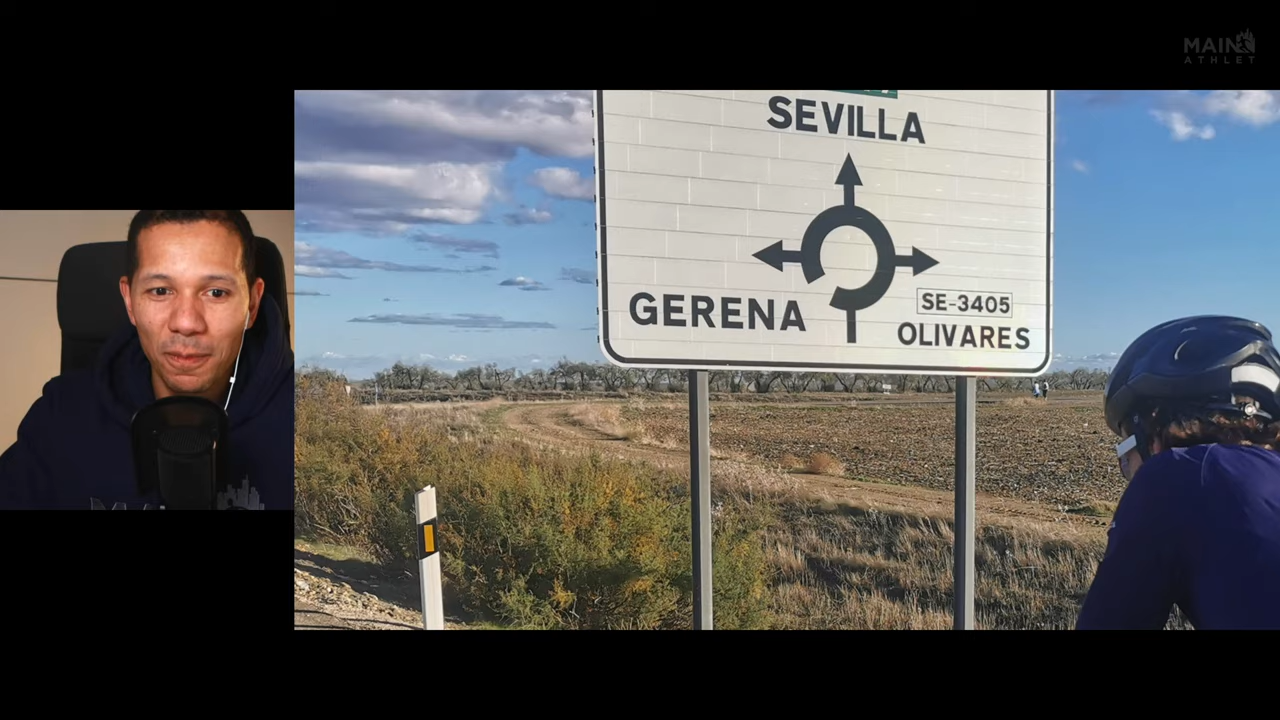 MAIN
ATHLET
SEVILLA
GERENA
SE-3405
OLIVARES